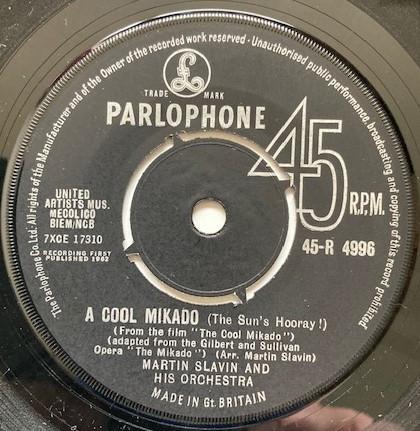 The Parlophone Co. Ltd. All rights of the Manufacturer and of the Owner of the recorded work reserved · Unauthorised public performance, broadcasting and copying of this record prohibited
£
TRADE MARK
PARLOPHONE
45
R.P.M.
UNITED
ARTISTS MUS.
MECOLICO
BIEM/NCB
7XCE 17310
RECORDING FIRST
PUBLISHED 1962
45-R 4996
A COOL MIKADO (The Sun's Hooray!)
(From the film "The Cool Mikado")
(adapted from the Gilbert and Sullivan
Opera "The Mikado") (Arr. Martin Slavin)
MARTIN SLAVIN AND
HIS ORCHESTRA
MADE IN Gt. BRITAIN